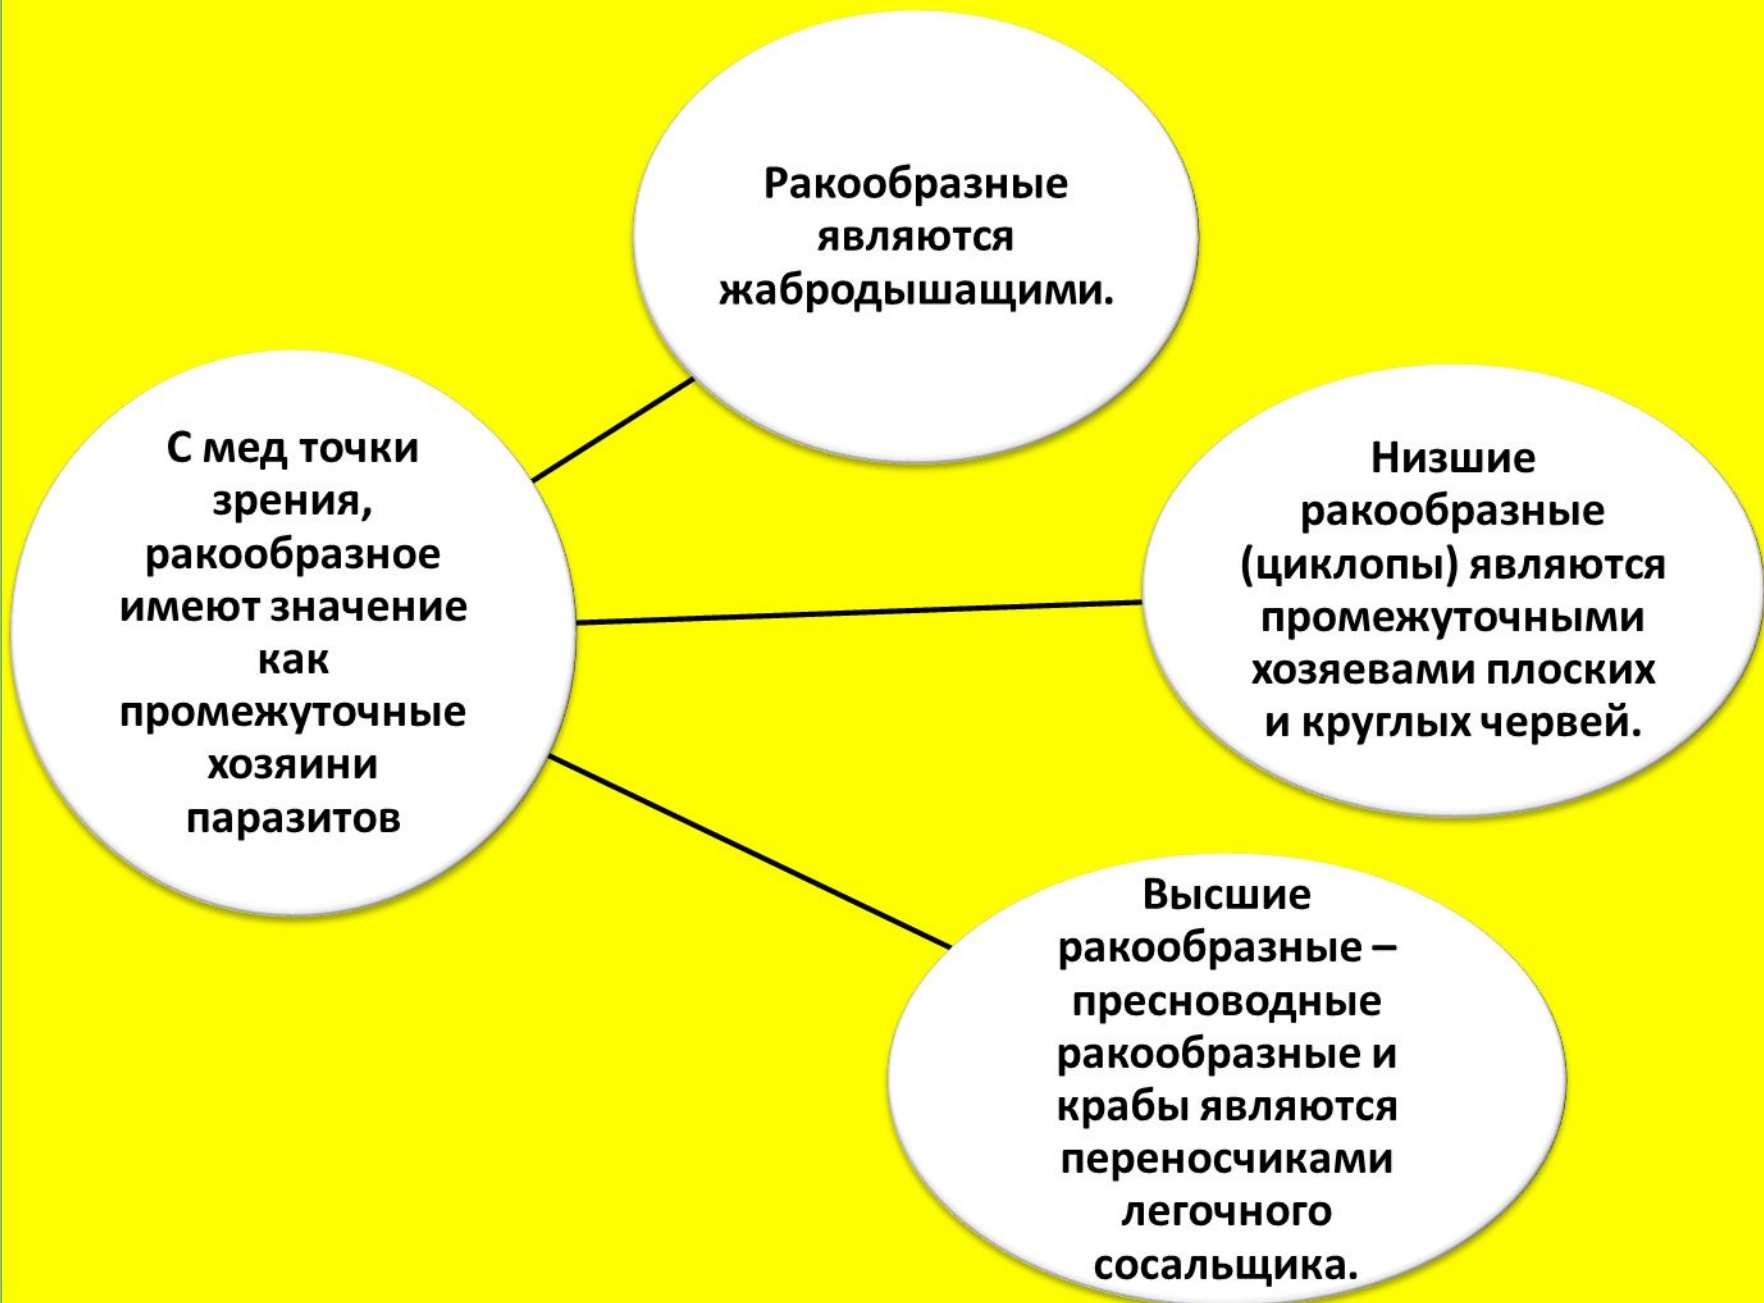 Ракообразные
являются
жабродышащими.
С мед точки
зрения,
ракообразное
имеют значение
как
промежуточные
хозяини
паразитов
Низшие
ракообразные
(циклопы) являются
промежуточными
хозяевами плоских
и круглых червей.
Высшие
ракообразные –
пресноводные
ракообразные и
крабы являются
переносчиками
легочного
сосальщика.